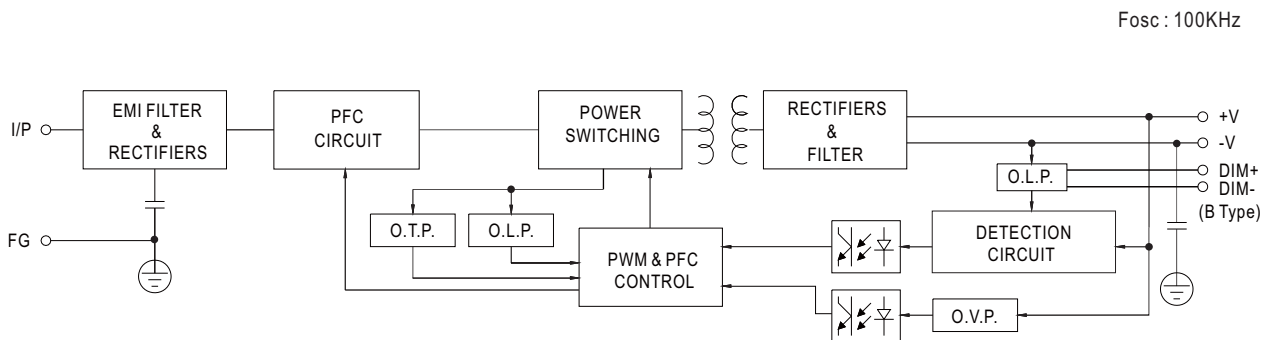 Fosc : 100KHz
I/P
EMI FILTER
&
RECTIFIERS
PFC
CIRCUIT
POWER
SWITCHING
RECTIFIERS
&
FILTER
+V
-V
DIM+
DIM-
(B Type)
O.L.P.
FG
O.T.P.
O.L.P.
PWM & PFC
CONTROL
DETECTION
CIRCUIT
O.V.P.